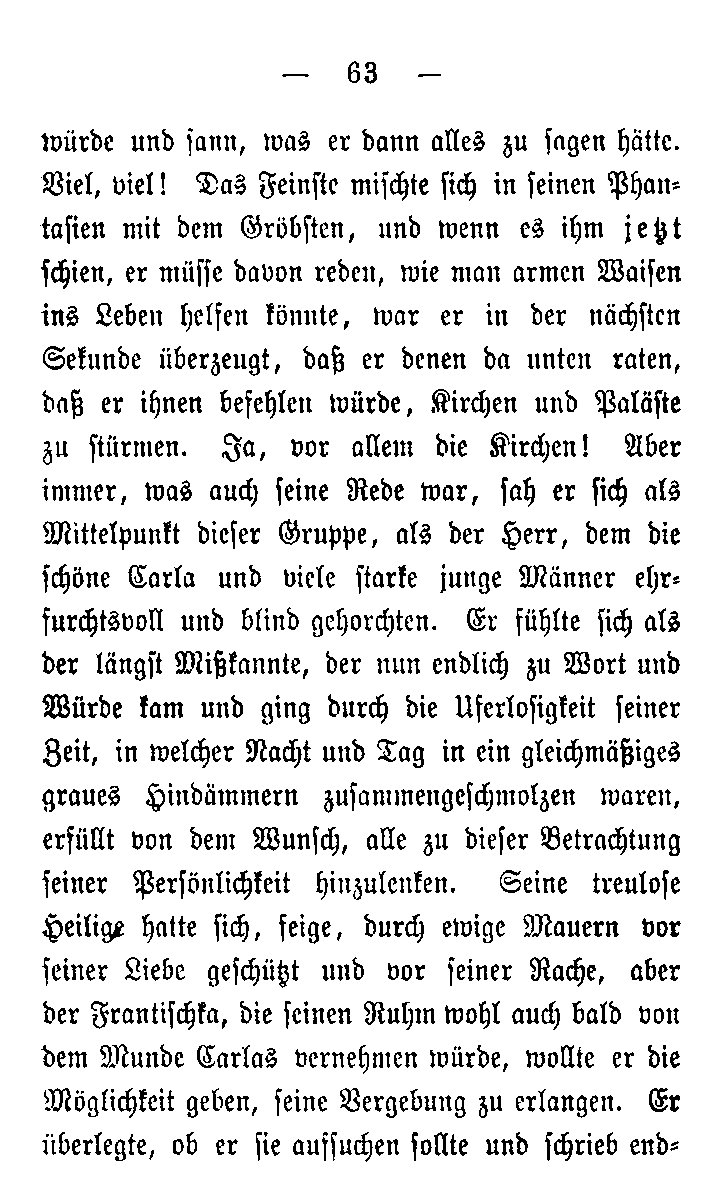 — 63 —
würde und sann, was er dann alles zu sagen hätte.
Viel, viel! Das Feinste mischte sich in seinen Phan-
tasien mit dem Gröbsten, und wenn es ihm jetzt
schien, er müsse davon reden, wie man armen Waisen
ins Leben helfen könnte, war er in der nächsten
Sekunde überzeugt, daß er denen da unten raten,
daß er ihnen befehlen würde, Kirchen und Paläste
zu stürmen. Ja, vor allem die Kirchen! Aber
immer, was auch seine Rede war, sah er sich als
Mittelpunkt dieser Gruppe, als der Herr, dem die
schöne Carla und viele starke junge Männer ehr-
furchtsvoll und blind gehorchten. Er fühlte sich als
der längst Mißkannte, der nun endlich zu Wort und
Würde kam und ging durch die Uferlosigkeit seiner
Zeit, in welcher Nacht und Tag in ein gleichmäßiges
graues Hindämmern zusammengeschmolzen waren,
erfüllt von dem Wunsch, alle zu dieser Betrachtung
seiner Persönlichkeit hinzulenken. Seine treulose
Heilige hatte sich, feige, durch ewige Mauern vor
seiner Liebe geschützt und vor seiner Rache, aber
der Frantischka, die seinen Ruhm wohl auch bald von
dem Munde Carlas vernehmen würde, wollte er die
Möglichkeit geben, seine Vergebung zu erlangen. Er
überlegte, ob er sie aufsuchen sollte und schrieb end-